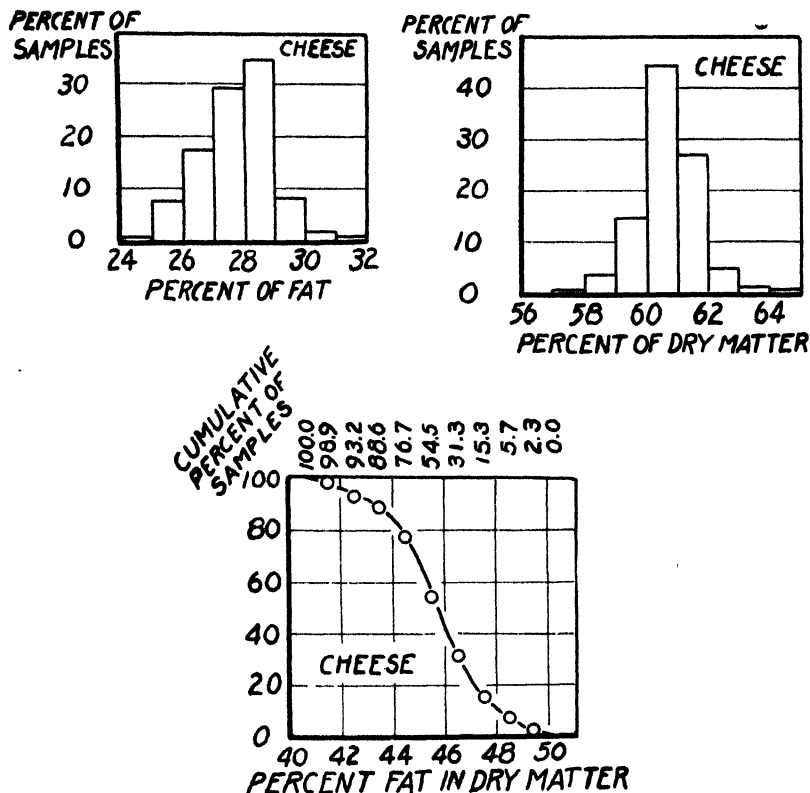 PERCENT OF
SAMPLES
CHEESE
30
20
10
0
24 26 28 30 32
PERCENT OF FAT
PERCENT OF
SAMPLES
CHEESE
40
30
20
10
0
56 58 60 62 64
PERCENT OF DRY MATTER
CUMULATIVE
PERCENT OF
SAMPLES
100.0
98.9
93.2
88.6
76.7
54.5
31.3
15.3
5.7
2.3
0.0
100
80
60
40
20
0
CHEESE
40 42 44 46 48 50
PERCENT FAT IN DRY MATTER